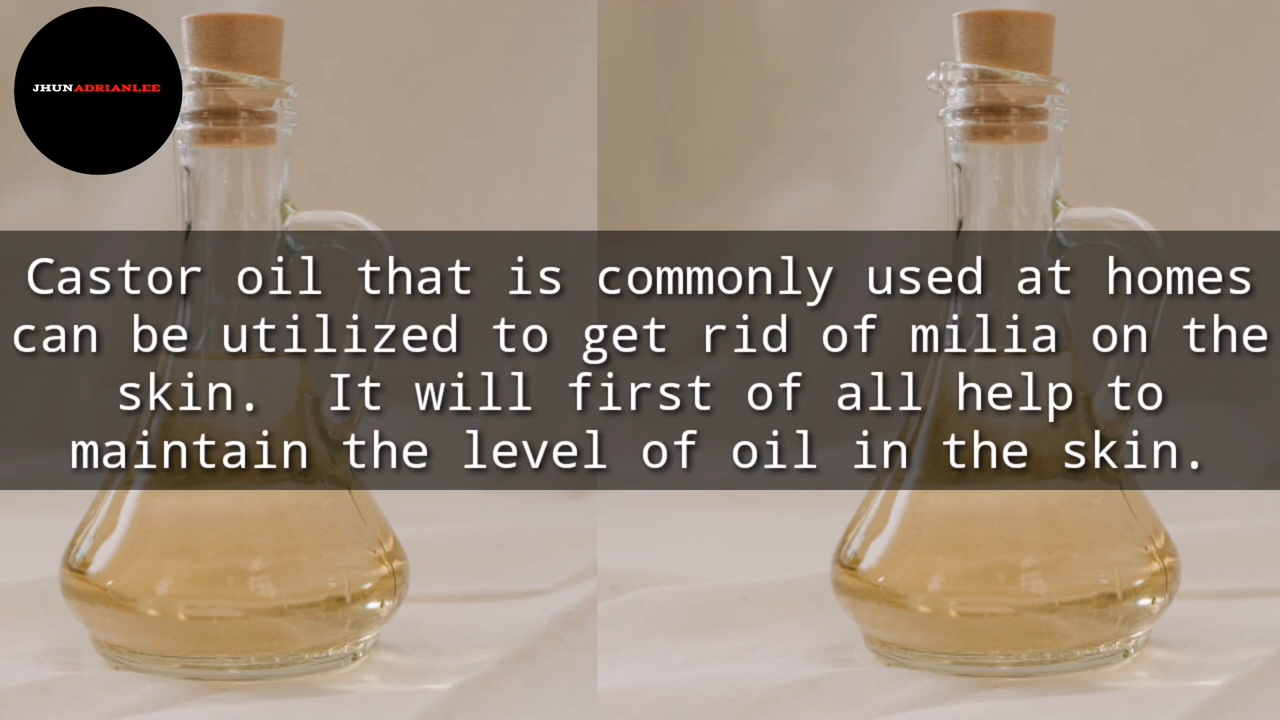 JHUNADRIANLEE
Castor oil that is commonly used at homes
can be utilized to get rid of milia on the
skin.  It will first of all help to
maintain the level of oil in the skin.